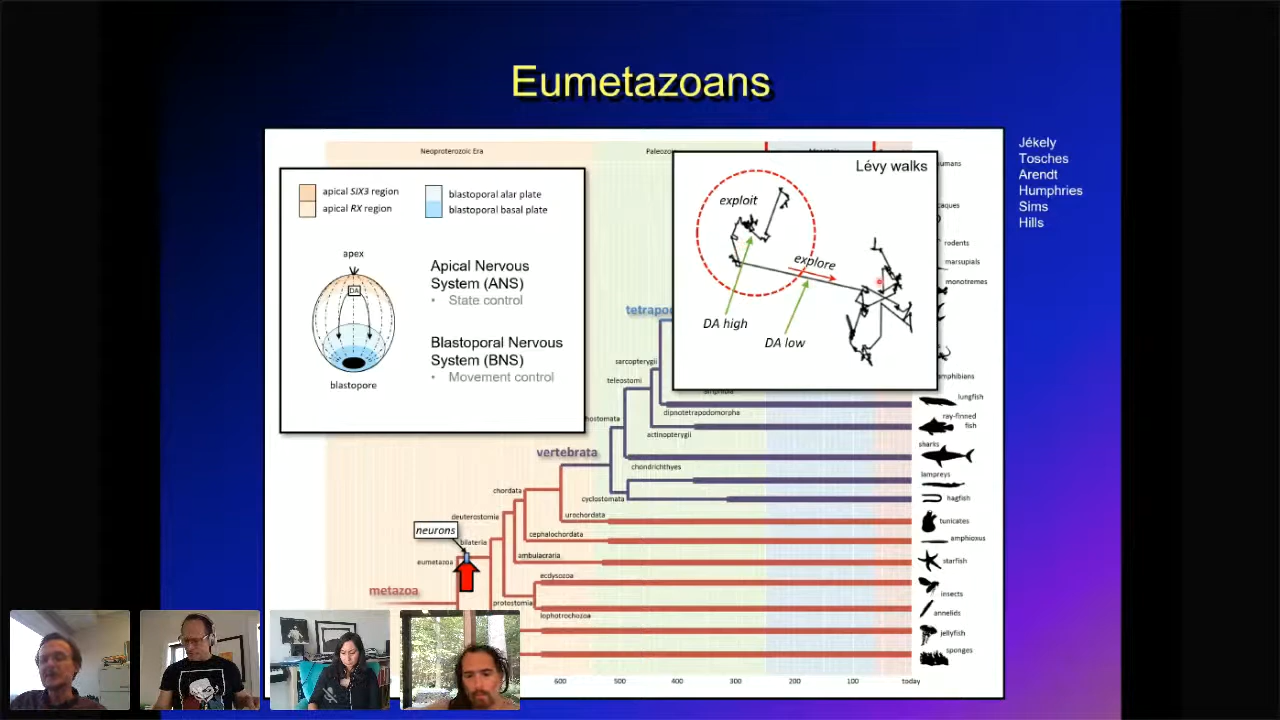 Eumetazoans
Jékely
Tosches
Arendt
Humphries
Sims
Hills
Neoproterozoic Era
apical SIX3 region
apical RX region
blastoporal alar plate
blastoporal basal plate
apex
DA
blastopore
Apical Nervous
System (ANS)
• State control
Blastoporal Nervous
System (BNS)
• Movement control
Lévy walks
exploit
explore
DA high
DA low
rodents
marsupials
monotremes
amphibians
lungfish
ray-finned
fish
sharks
lampreys
hagfish
tunicates
amphioxus
starfish
insects
annelids
jellyfish
sponges
sarcopterygii
teleostomi
dipnotetrapodomorpha
actinopterygii
chondrichthyes
vertebrata
cyclostomata
chordata
urochordata
deuterostomia
cephalochordata
neurons
bilateria
ambulacraria
eumetazoa
ecdysozoa
metazoa
protostomia
lophotrochozoa
600
500
400
300
200
100
today